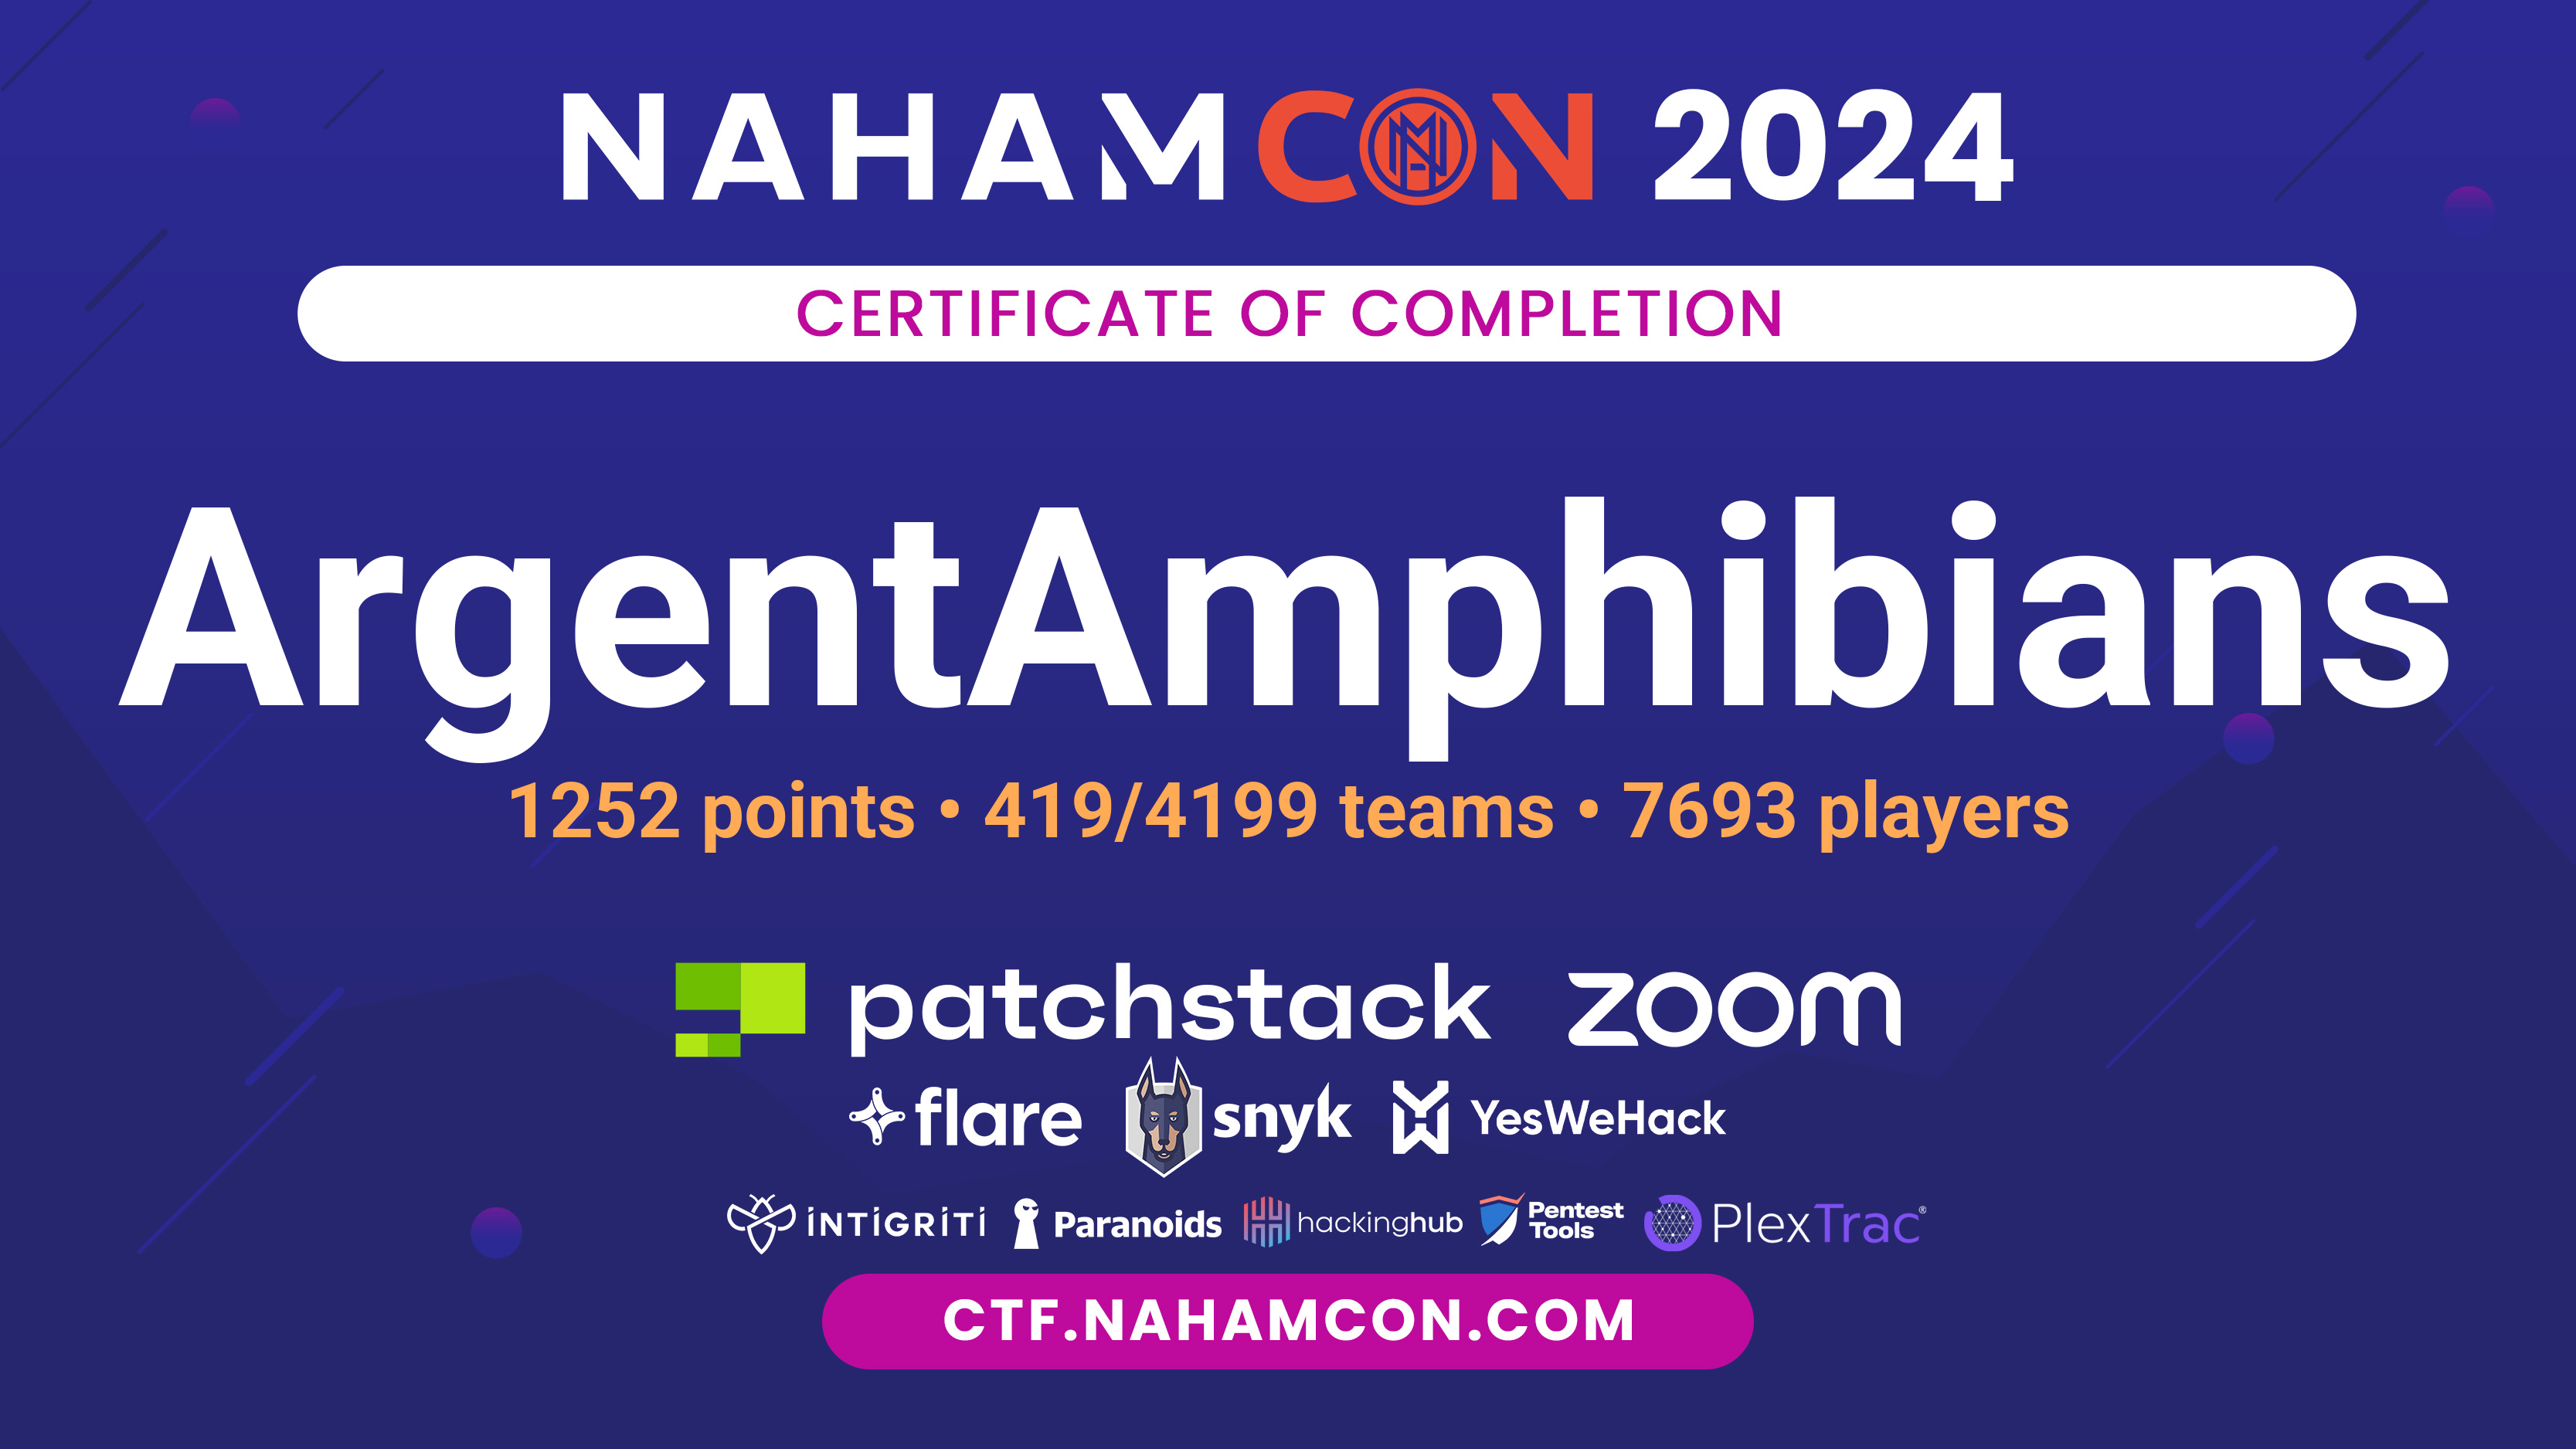 NAHAMCON 2024
CERTIFICATE OF COMPLETION
ArgentAmphibians
1252 points • 419/4199 teams • 7693 players
patchstack zoom
flare snyk YesWeHack
INTIGRITI Paranoids hackinghub Pentest Tools PlexTrac®
CTF.NAHAMCON.COM